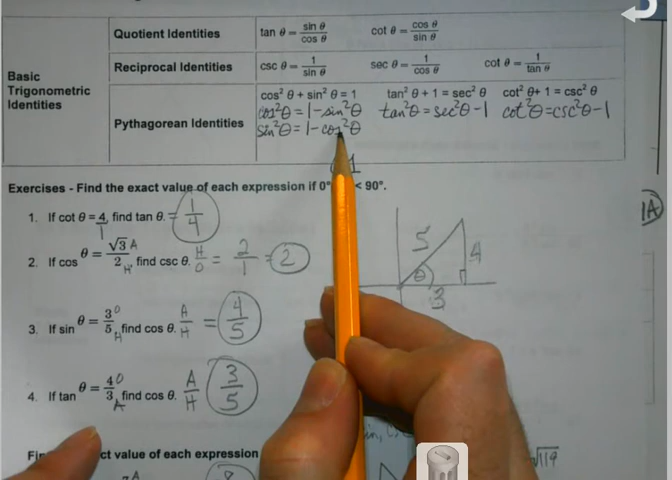 Basic Trigonometric Identities
Quotient Identities tan θ = sin θ / cos θ cot θ = cos θ / sin θ
Reciprocal Identities csc θ = 1 / sin θ sec θ = 1 / cos θ cot θ = 1 / tan θ
Pythagorean Identities cos² θ + sin² θ = 1 tan² θ + 1 = sec² θ cot² θ + 1 = csc² θ
cos²θ = 1 - sin²θ tan²θ = sec²θ - 1 cot²θ = csc²θ - 1
sin²θ = 1 - cos²θ
Exercises - Find the exact value of each expression if 0° < 90°.
1. If cot θ = 4/1, find tan θ. = 1/4
2. If cos θ = √3 A / 2 H, find csc θ. H/O = 2/1 = 2
3. If sin θ = 3 O / 5 H, find cos θ. A/H = 4/5
4. If tan θ = 4 O / 3 A, find cos θ. A/H 3/5
5 4
θ
3
1A
ct value of each expression
√119